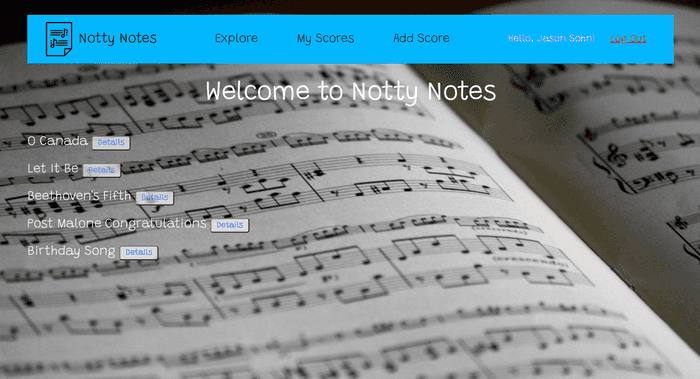 Notty Notes
Explore
My Scores
Add Score
Hello, Jason Sohn!
Log Out
Welcome to Notty Notes
O Canada Details
Let It Be Details
Beethoven's Fifth Details
Post Malone Congratulations Details
Birthday Song Details